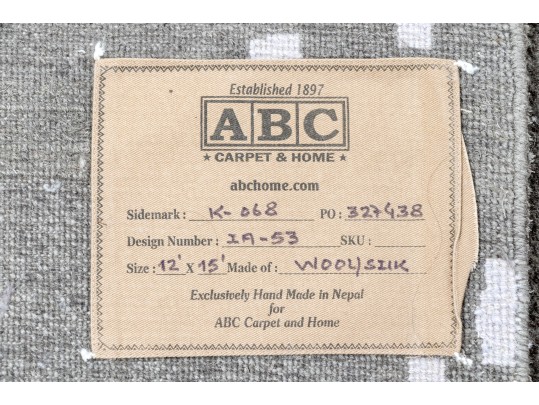 Established 1897
ABC
★ CARPET & HOME ★
abchome.com
Sidemark : K-068 PO : 327438
Design Number : IA-53 SKU :
Size : 12' X 15' Made of : WOOL/SILK
Exclusively Hand Made in Nepal
for
ABC Carpet and Home